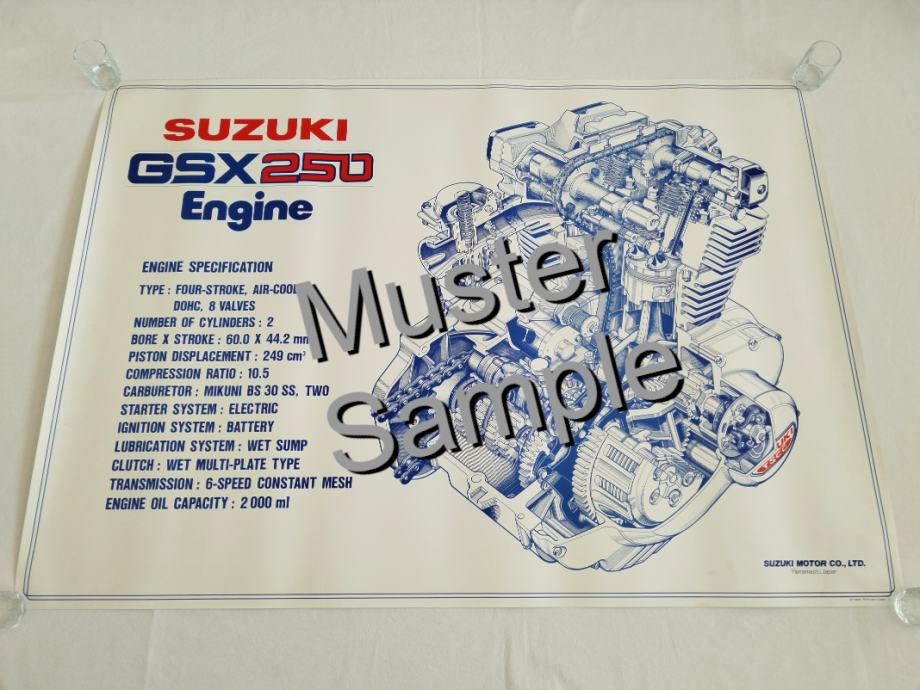 SUZUKI
GSX250
Engine
ENGINE SPECIFICATION
TYPE : FOUR-STROKE, AIR-COOL
DOHC, 8 VALVES
NUMBER OF CYLINDERS : 2
BORE X STROKE : 60.0 X 44.2 mm
PISTON DISPLACEMENT : 249 cm³
COMPRESSION RATIO : 10.5
CARBURETOR : MIKUNI BS 30 SS, TWO
STARTER SYSTEM : ELECTRIC
IGNITION SYSTEM : BATTERY
LUBRICATION SYSTEM : WET SUMP
CLUTCH : WET MULTI-PLATE TYPE
TRANSMISSION : 6-SPEED CONSTANT MESH
ENGINE OIL CAPACITY : 2 000 ml
Muster
Sample
SUZUKI MOTOR CO., LTD.
Hamamatsu, Japan